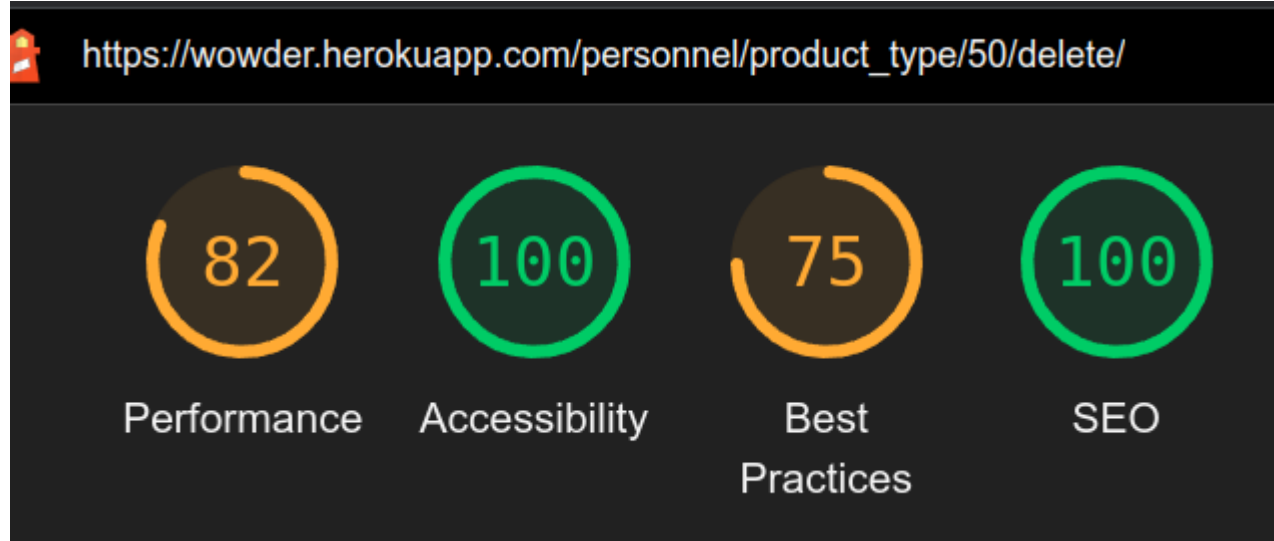 https://wowder.herokuapp.com/personnel/product_type/50/delete/
82 100 75 100
Performance Accessibility Best Practices SEO